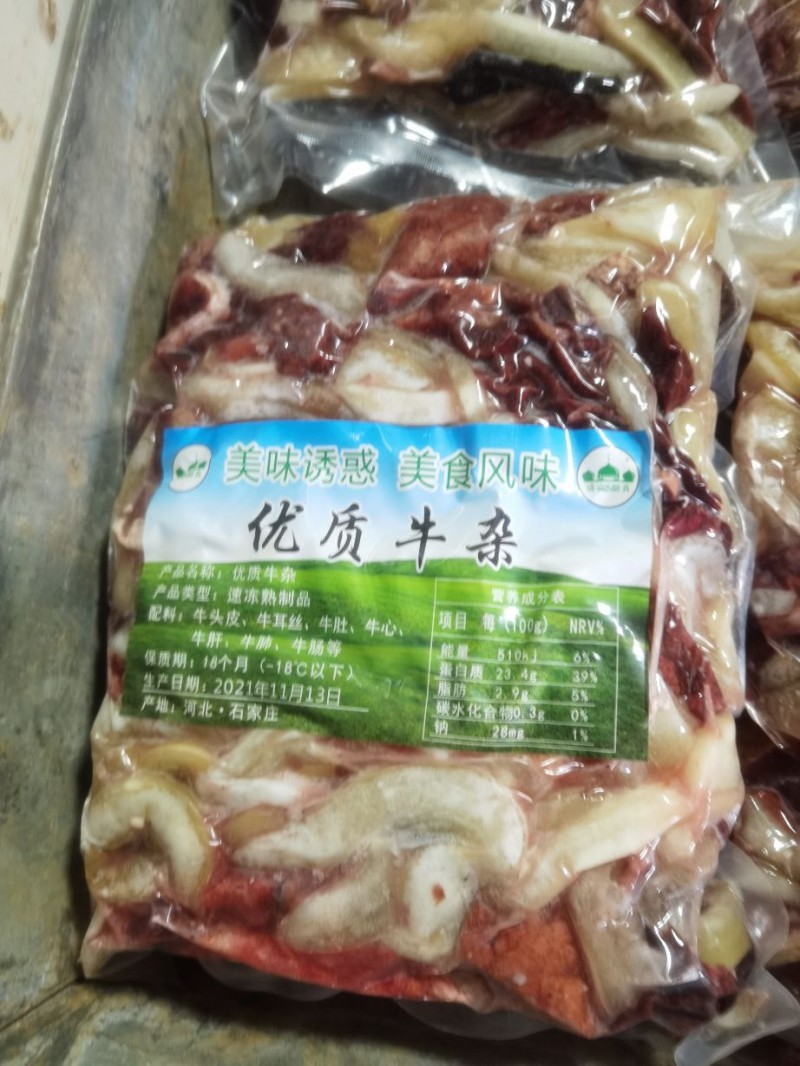 美味诱惑 美食风味
优质牛杂
产品名称：优质牛杂
产品类型：速冻熟制品
配料：牛头皮、牛耳丝、牛肚、牛心、
牛肝、牛肺、牛肠等
保质期：18个月（-18℃以下）
生产日期：2021年11月13日
产地：河北·石家庄
营养成分表
项目 每(100g) NRV%
能量 510kJ 6%
蛋白质 23.4g 39%
脂肪 2.9g 5%
碳水化合物0.3g 0%
钠 28mg 1%